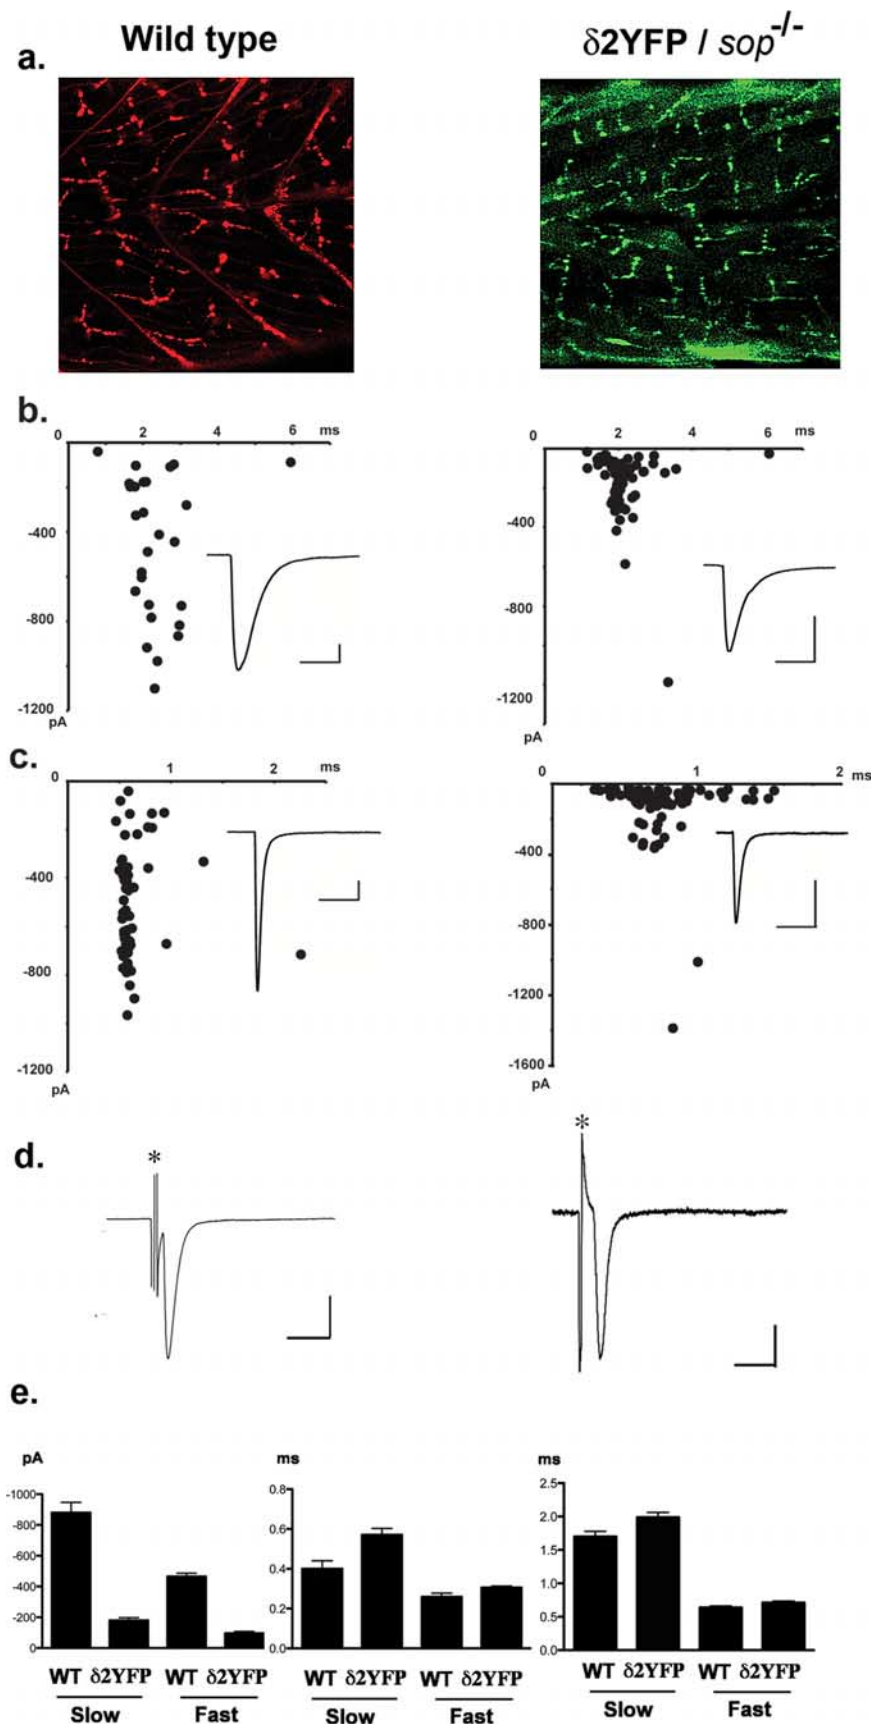 Wild type
δ2YFP / sop-/-
a.
b.
0 2 4 6 ms
-400
-800
-1200
pA
0 2 4 6 ms
-400
-800
-1200
pA
c.
0 1 2 ms
-400
-800
-1200
pA
0 1 2 ms
-400
-800
-1200
-1600
pA
d.
*
*
e.
pA
-1000
-800
-600
-400
-200
0
WT δ2YFP WT δ2YFP
Slow Fast
ms
0.8
0.6
0.4
0.2
0.0
WT δ2YFP WT δ2YFP
Slow Fast
ms
2.5
2.0
1.5
1.0
0.5
0.0
WT δ2YFP WT δ2YFP
Slow Fast